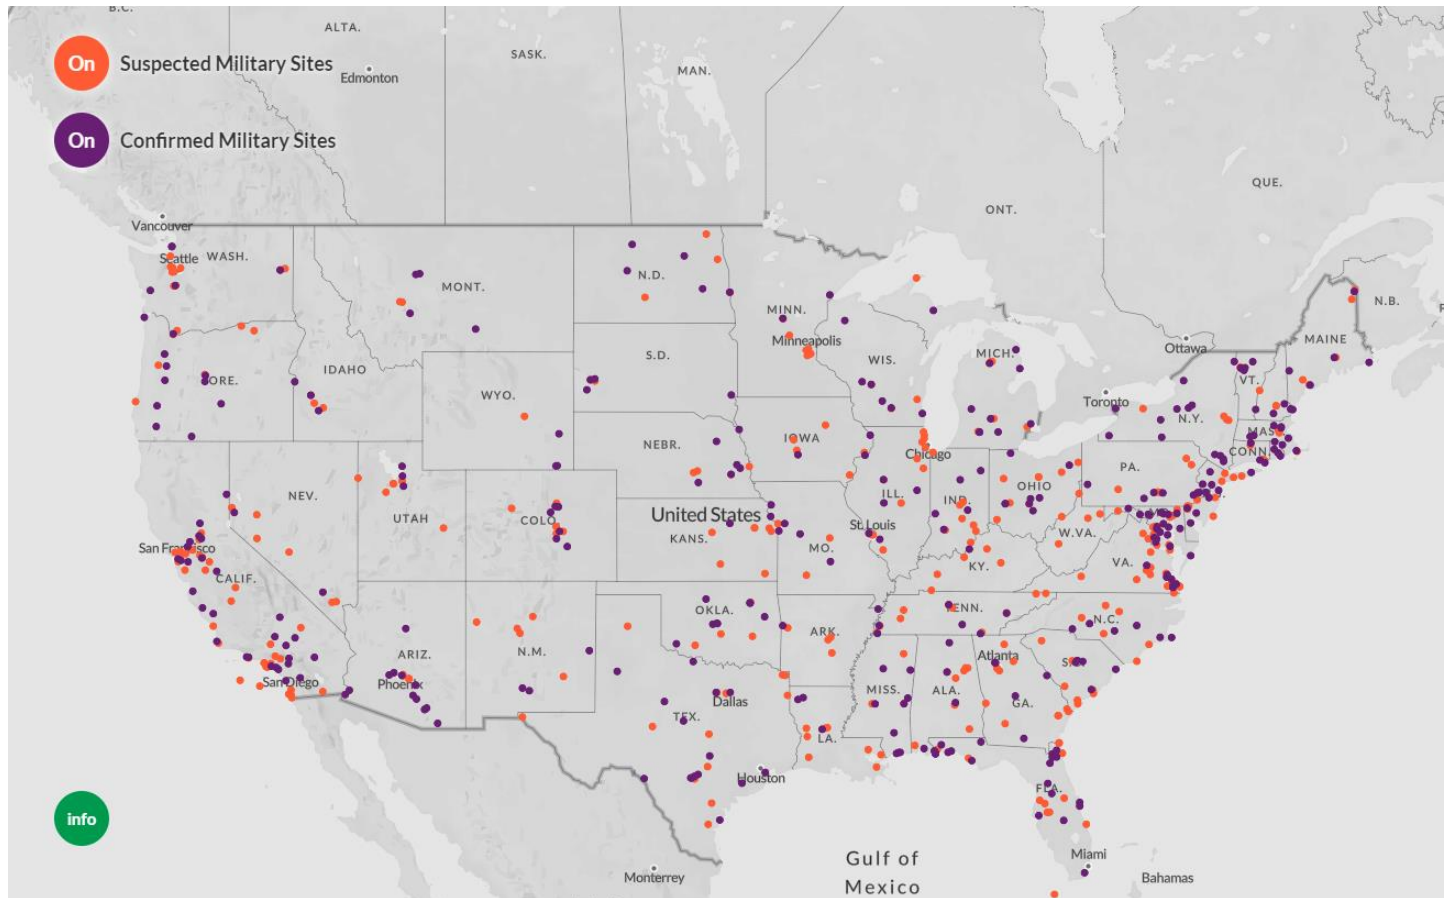 B.C.
ALTA.
SASK.
MAN.
ONT.
QUE.
N.B.
On Suspected Military Sites
On Confirmed Military Sites
Edmonton
Vancouver
Seattle
WASH.
MONT.
N.D.
MINN.
Minneapolis
Ottawa
MAINE
S.D.
WIS.
MICH.
Toronto
VT.
ORE.
IDAHO
WYO.
N.Y.
MAS
NEBR.
IOWA
Chicago
CONN.
PA.
NEV.
UTAH
COLO
United States
ILL.
IND.
OHIO
St. Louis
KANS.
MO.
W.VA.
VA.
KY.
San Francisco
CALIF.
OKLA.
ARK.
TENN.
N.C.
ARIZ.
N.M.
Atlanta
S.
San Diego
Phoenix
Dallas
MISS.
ALA.
GA.
TEX.
LA.
Houston
FLA.
info
Miami
Gulf of
Mexico
Monterrey
Bahamas